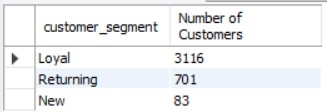 customer_segment Number of
Customers
Loyal 3116
Returning 701
New 83